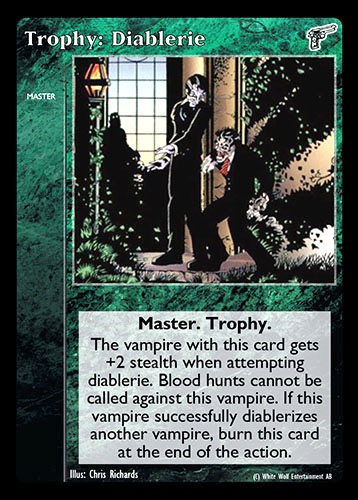 Trophy: Diablerie
MASTER
Master. Trophy.
The vampire with this card gets
+2 stealth when attempting
diablerie. Blood hunts cannot be
called against this vampire. If this
vampire successfully diablerizes
another vampire, burn this card
at the end of the action.
Illus: Chris Richards
(C) White Wolf Entertainment AB